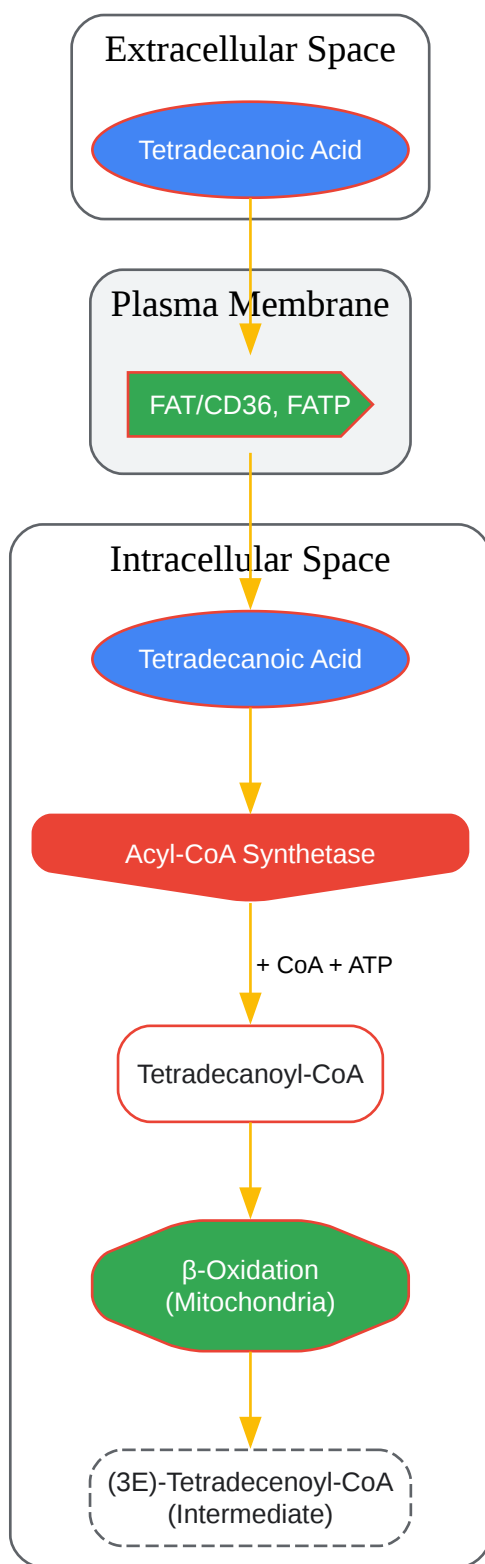 Extracellular Space
Tetradecanoic Acid
Plasma Membrane
FAT/CD36, FATP
Intracellular Space
Tetradecanoic Acid
Acyl-CoA Synthetase
+ CoA + ATP
Tetradecanoyl-CoA
β-Oxidation
(Mitochondria)
(3E)-Tetradecenoyl-CoA
(Intermediate)